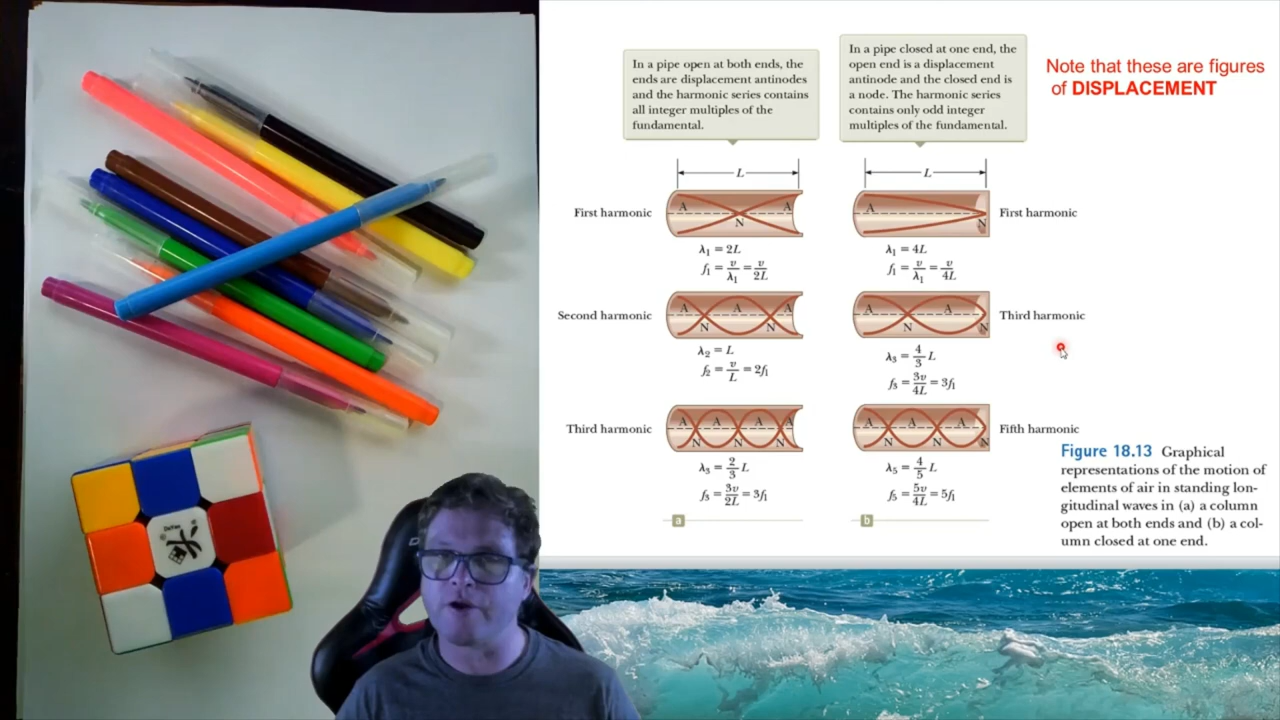 In a pipe open at both ends, the
ends are displacement antinodes
and the harmonic series contains
all integer multiples of the
fundamental.
In a pipe closed at one end, the
open end is a displacement
antinode and the closed end is
a node. The harmonic series
contains only odd integer
multiples of the fundamental.
Note that these are figures
of DISPLACEMENT
L
L
First harmonic
A
A
N
λ₁ = 2L
f₁ = v/λ₁ = v/2L
A
N
First harmonic
λ₁ = 4L
f₁ = v/λ₁ = v/4L
Second harmonic
A
A
A
N
N
λ₂ = L
f₂ = v/L = 2f₁
A
A
N
N
Third harmonic
λ₃ = 4/3 L
f₃ = 3v/4L = 3f₁
Third harmonic
A
A
A
A
N
N
N
λ₃ = 2/3 L
f₃ = 3v/2L = 3f₁
A
A
A
N
N
N
Fifth harmonic
λ₅ = 4/5 L
f₅ = 5v/4L = 5f₁
a
b
Figure 18.13 Graphical
representations of the motion of
elements of air in standing lon-
gitudinal waves in (a) a column
open at both ends and (b) a col-
umn closed at one end.